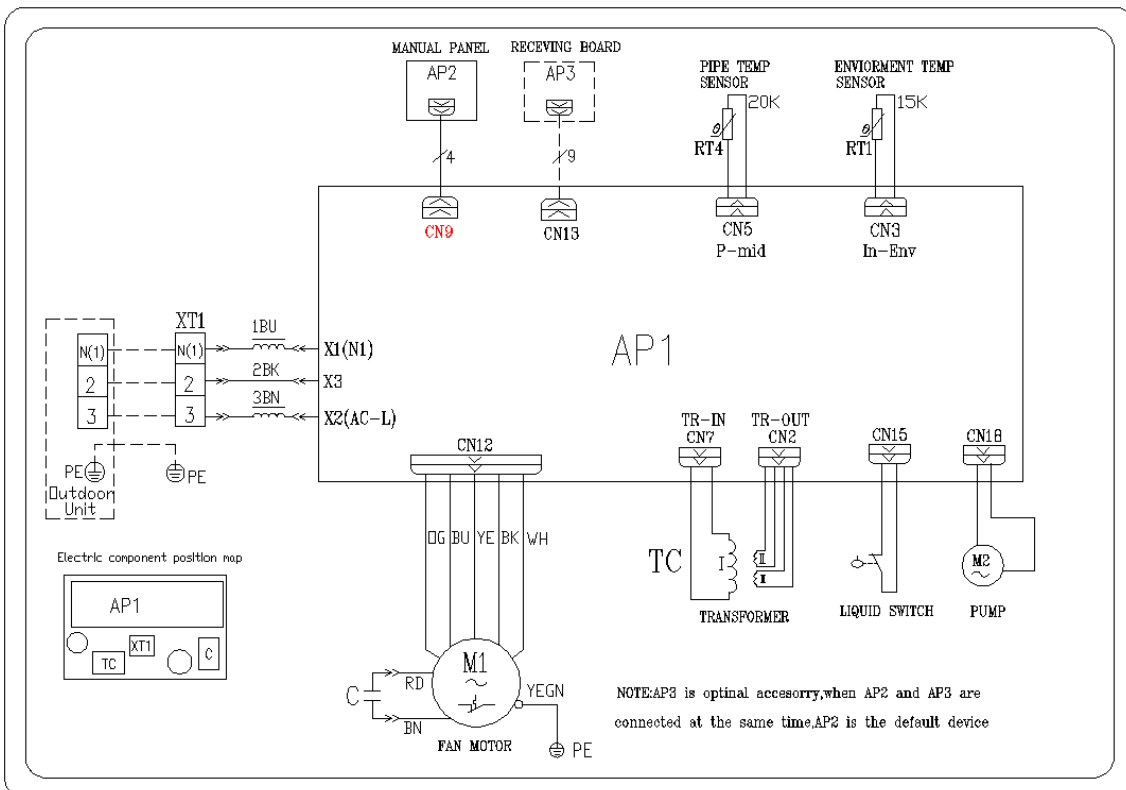 MANUAL PANEL
RECEVING BOARD
PIPE TEMP
SENSOR
ENVIORMENT TEMP
SENSOR
AP2
AP3
20K
15K
RT4
RT1
4
9
CN9
CN13
CN5
P-mid
CN3
In-Env
XT1
N(1)
N(1)
1BU
X1(N1)
2
2
2BK
X3
3
3
3BN
X2(AC-L)
AP1
PE
PE
Outdoor
Unit
CN12
TR-IN
CN7
TR-OUT
CN2
CN15
CN18
OG
BU
YE
BK
WH
TC
I
I
II
M2
TRANSFORMER
LIQUID SWITCH
PUMP
Electric component position map
AP1
TC
XT1
C
M1
C
RD
BN
YEGN
PE
FAN MOTOR
NOTE:AP3 is optinal accesorry,when AP2 and AP3 are
connected at the same time,AP2 is the default device